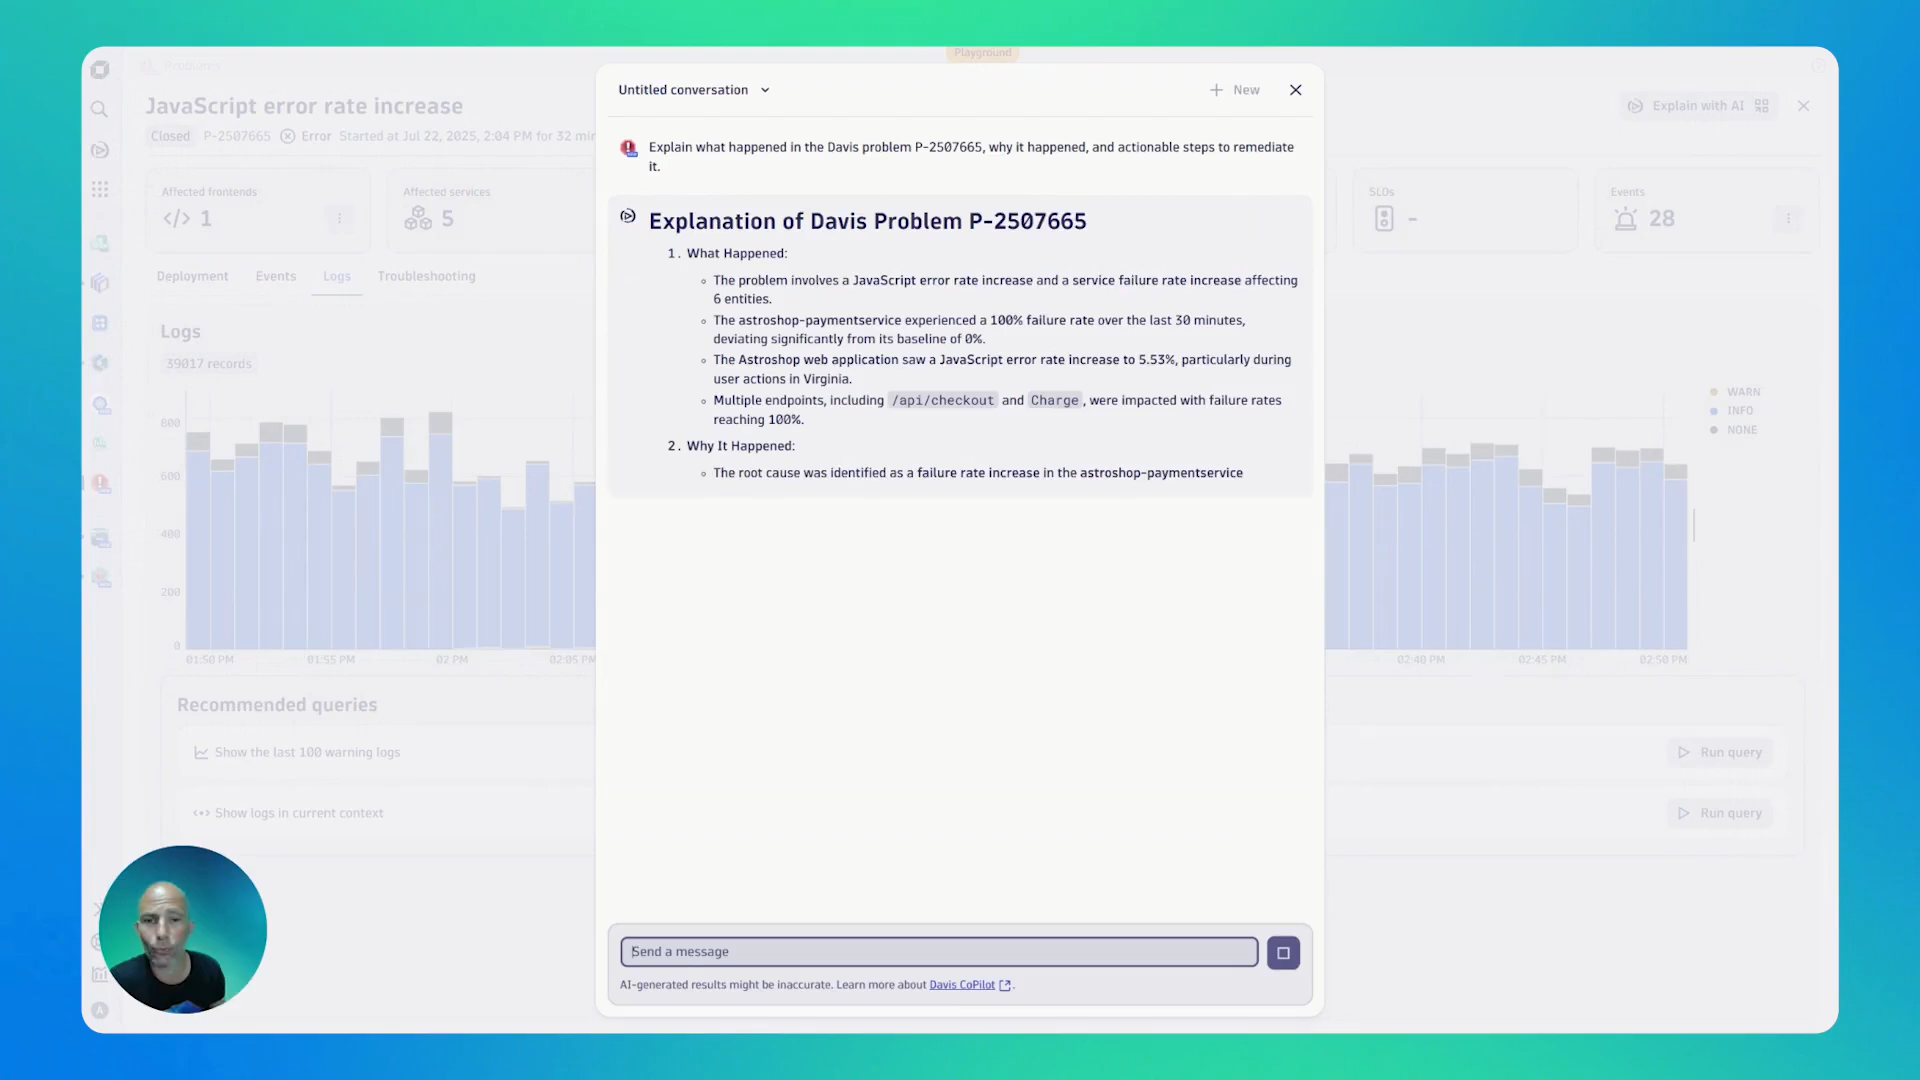 Playground
Problems
JavaScript error rate increase
Closed P-2507665 Error Started at Jul 22, 2025, 2:04 PM for 32 min
Explain with AI
Affected frontends
1
Affected services
5
SLOs
-
Events
28
Deployment Events Logs Troubleshooting
Logs
39017 records
800
600
400
200
0
01:50 PM 01:55 PM 02 PM 02:05 PM 02:40 PM 02:45 PM 02:50 PM
WARN
INFO
NONE
Recommended queries
Show the last 100 warning logs
Run query
Show logs in current context
Run query
Untitled conversation
New
Explain what happened in the Davis problem P-2507665, why it happened, and actionable steps to remediate
it.
Explanation of Davis Problem P-2507665
1. What Happened:
The problem involves a JavaScript error rate increase and a service failure rate increase affecting
6 entities.
The astroshop-paymentservice experienced a 100% failure rate over the last 30 minutes,
deviating significantly from its baseline of 0%.
The Astroshop web application saw a JavaScript error rate increase to 5.53%, particularly during
user actions in Virginia.
Multiple endpoints, including /api/checkout and Charge, were impacted with failure rates
reaching 100%.
2. Why It Happened:
The root cause was identified as a failure rate increase in the astroshop-paymentservice
Send a message
AI-generated results might be inaccurate. Learn more about Davis CoPilot.